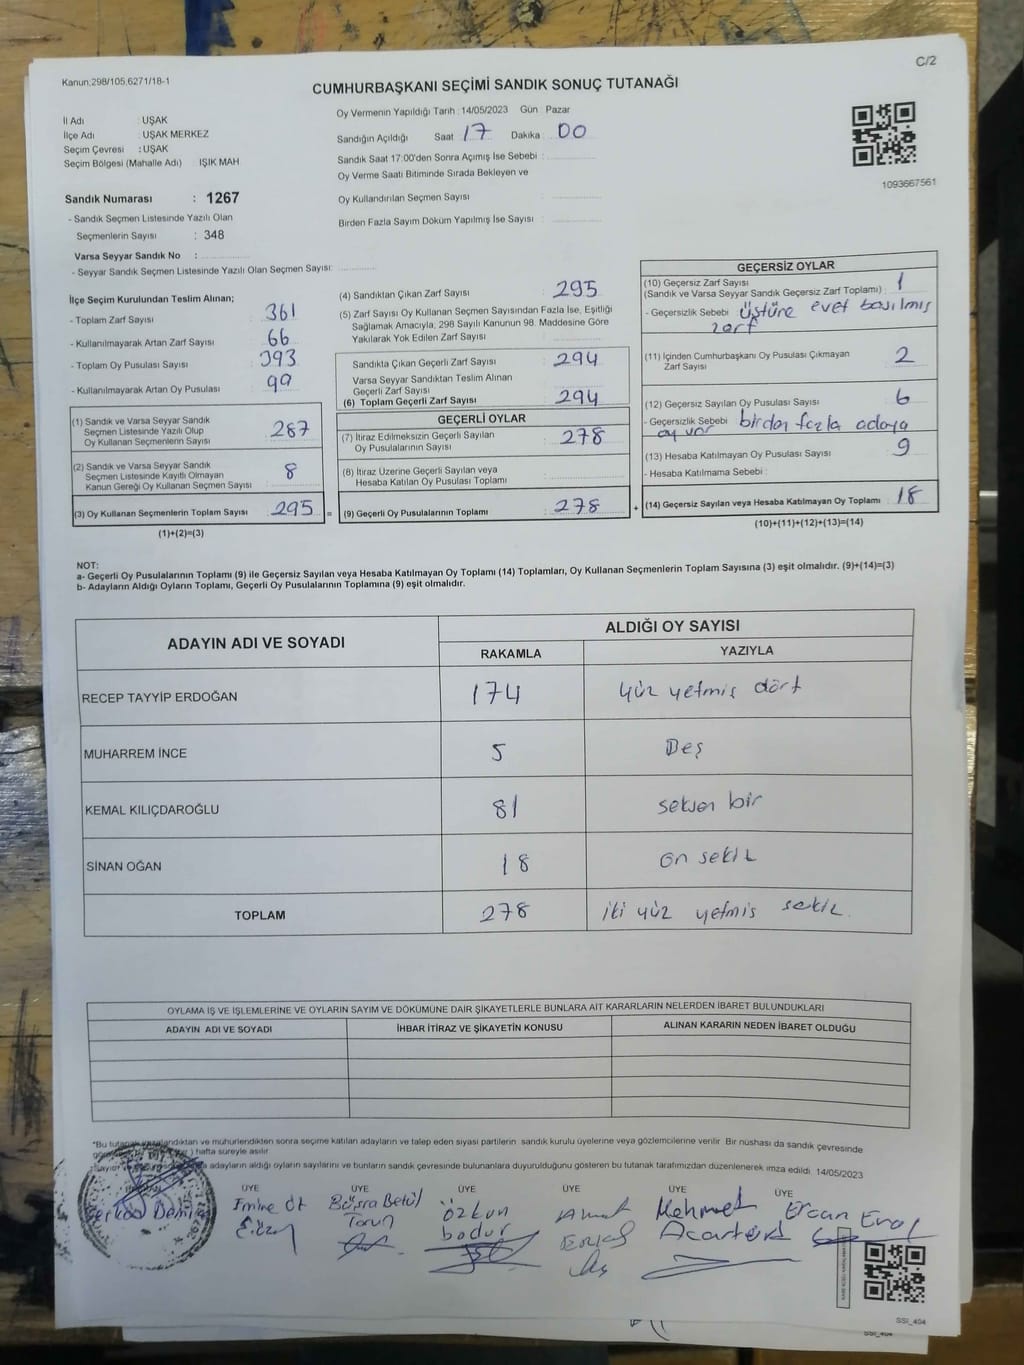 C/2
Kanun.298/105,6271/18-1
CUMHURBAŞKANI SEÇİMİ SANDIK SONUÇ TUTANAĞI
Oy Vermenin Yapıldığı Tarih : 14/05/2023 Gün : Pazar
İl Adı : UŞAK
İlçe Adı : UŞAK MERKEZ
Seçim Çevresi : UŞAK
Seçim Bölgesi (Mahalle Adı) IŞIK MAH
Sandığın Açıldığı Saat 17 Dakika : 00
Sandık Saat 17:00'den Sonra Açımış İse Sebebi :
Oy Verme Saati Bitiminde Sırada Bekleyen ve
Oy Kullandırılan Seçmen Sayısı :
Birden Fazla Sayım Döküm Yapılmış İse Sayısı :
1093667561
Sandık Numarası : 1267
- Sandık Seçmen Listesinde Yazılı Olan
Seçmenlerin Sayısı : 348
Varsa Seyyar Sandık No :
- Seyyar Sandık Seçmen Listesinde Yazılı Olan Seçmen Sayısı:
İlçe Seçim Kurulundan Teslim Alınan;
- Toplam Zarf Sayısı : 361
- Kullanılmayarak Artan Zarf Sayısı : 66
- Toplam Oy Pusulası Sayısı : 393
- Kullanılmayarak Artan Oy Pusulası : 99
(1) Sandık ve Varsa Seyyar Sandık
Seçmen Listesinde Yazılı Olup
Oy Kullanan Seçmenlerin Sayısı : 287
(2) Sandık ve Varsa Seyyar Sandık
Seçmen Listesinde Kayıtlı Olmayan
Kanun Gereği Oy Kullanan Seçmen Sayısı : 8
(3) Oy Kullanan Seçmenlerin Toplam Sayısı : 295 =
(1)+(2)=(3)
(4) Sandıktan Çıkan Zarf Sayısı : 295
(5) Zarf Sayısı Oy Kullanan Seçmen Sayısından Fazla İse, Eşitliği
Sağlamak Amacıyla; 298 Sayılı Kanunun 98. Maddesine Göre
Yakılarak Yok Edilen Zarf Sayısı :
Sandıkta Çıkan Geçerli Zarf Sayısı : 294
Varsa Seyyar Sandıktan Teslim Alınan
Geçerli Zarf Sayısı :
(6) Toplam Geçerli Zarf Sayısı : 294
GEÇERLİ OYLAR
(7) İtiraz Edilmeksizin Geçerli Sayılan
Oy Pusulalarının Sayısı : 278
(8) İtiraz Üzerine Geçerli Sayılan veya
Hesaba Katılan Oy Pusulası Toplamı :
(9) Geçerli Oy Pusulalarının Toplamı : 278 +
GEÇERSİZ OYLAR
(10) Geçersiz Zarf Sayısı
(Sandık ve Varsa Seyyar Sandık Geçersiz Zarf Toplamı) : 1
- Geçersizlik Sebebi : üstüne evet basılmış
zarf
(11) İçinden Cumhurbaşkanı Oy Pusulası Çıkmayan
Zarf Sayısı : 2
(12) Geçersiz Sayılan Oy Pusulası Sayısı : 6
- Geçersizlik Sebebi : birden fazla adaya
oy var
(13) Hesaba Katılmayan Oy Pusulası Sayısı : 9
- Hesaba Katılmama Sebebi :
(14) Geçersiz Sayılan veya Hesaba Katılmayan Oy Toplamı : 18
(10)+(11)+(12)+(13)=(14)
NOT:
a- Geçerli Oy Pusulalarının Toplamı (9) ile Geçersiz Sayılan veya Hesaba Katılmayan Oy Toplamı (14) Toplamları, Oy Kullanan Seçmenlerin Toplam Sayısına (3) eşit olmalıdır. (9)+(14)=(3)
b- Adayların Aldığı Oyların Toplamı, Geçerli Oy Pusulalarının Toplamına (9) eşit olmalıdır.
ADAYIN ADI VE SOYADI
ALDIĞI OY SAYISI
RAKAMLA YAZIYLA
RECEP TAYYİP ERDOĞAN 174 yüz yetmiş dört
MUHARREM İNCE 5 Beş
KEMAL KILIÇDAROĞLU 81 seksen bir
SİNAN OĞAN 18 on sekiz
TOPLAM 278 iki yüz yetmiş sekiz.
OYLAMA İŞ VE İŞLEMLERİNE VE OYLARIN SAYIM VE DÖKÜMÜNE DAİR ŞİKAYETLERLE BUNLARA AİT KARARLARIN NELERDEN İBARET BULUNDUKLARI
ADAYIN ADI VE SOYADI İHBAR İTİRAZ VE ŞİKAYETİN KONUSU ALINAN KARARIN NEDEN İBARET OLDUĞU
"Bu tutanak ve mühürlendikten sonra seçime katılan adayların ve talep eden siyasi partilerin sandık kurulu üyelerine veya gözlemcilerine verilir. Bir nüshası da sandık çevresinde
) hafta süreyle asılır.
adayların aldığı oyların sayılarını ve bunların sandık çevresinde bulunanlara duyurulduğunu gösteren bu tutanak tarafımızdan düzenlenerek imza edildi. 14/05/2023
ÜYE ÜYE ÜYE ÜYE ÜYE ÜYE
Emine Büşra Betül Torun Özkan bodur Ahmet Mehmet Ercan Erol
SSI_404
SSI_404